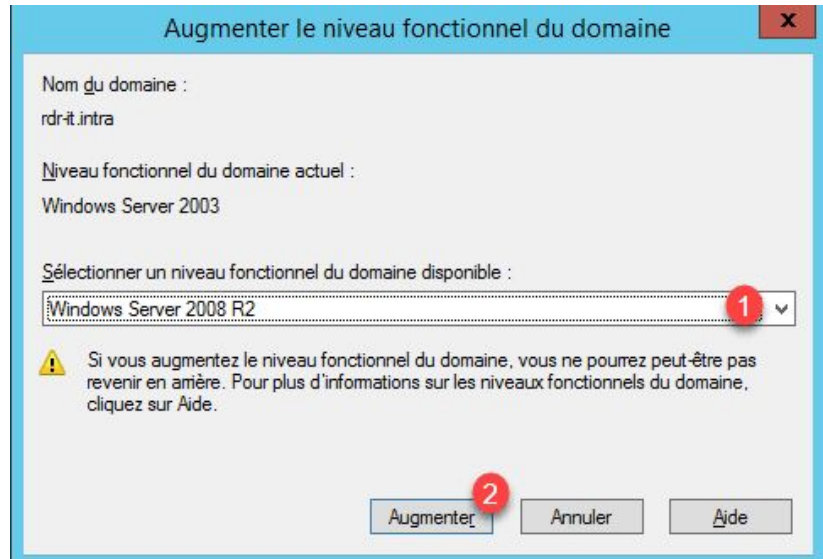 Augmenter le niveau fonctionnel du domaine
x
Nom du domaine :
rdr-it.intra
Niveau fonctionnel du domaine actuel :
Windows Server 2003
Sélectionner un niveau fonctionnel du domaine disponible :
Windows Server 2008 R2 1
Si vous augmentez le niveau fonctionnel du domaine, vous ne pourrez peut-être pas
revenir en arrière. Pour plus d'informations sur les niveaux fonctionnels du domaine,
cliquez sur Aide.
2
Augmenter Annuler Aide